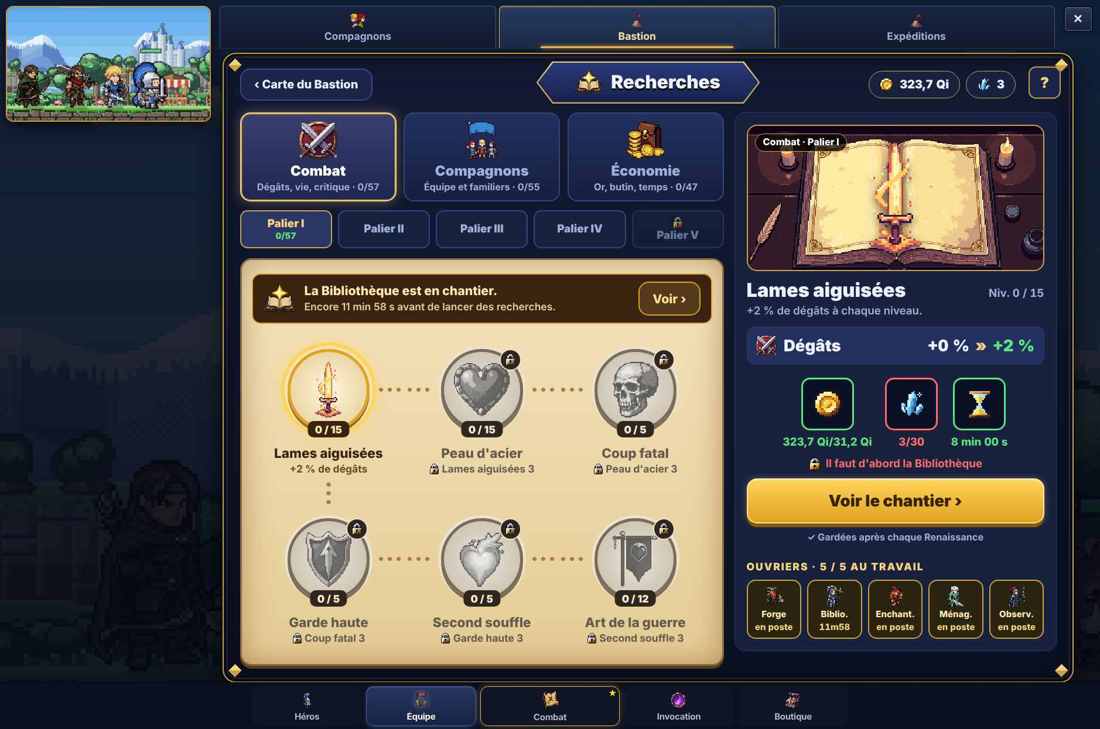 Compagnons
Bastion
Expéditions
×
‹ Carte du Bastion
Recherches
323,7 Qi
3
?
Combat
Dégâts, vie, critique · 0/57
Compagnons
Équipe et familiers · 0/55
Économie
Or, butin, temps · 0/47
Palier I
0/57
Palier II
Palier III
Palier IV
Palier V
La Bibliothèque est en chantier.
Encore 11 min 58 s avant de lancer des recherches.
Voir ›
0 / 15
Lames aiguisées
+2 % de dégâts
0 / 15
Peau d'acier
Lames aiguisées 3
0 / 5
Coup fatal
Peau d'acier 3
0 / 5
Garde haute
Coup fatal 3
0 / 5
Second souffle
Garde haute 3
0 / 12
Art de la guerre
Second souffle 3
Combat · Palier I
Lames aiguisées
Niv. 0 / 15
+2 % de dégâts à chaque niveau.
Dégâts
+0 % » +2 %
323,7 Qi/31,2 Qi
3/30
8 min 00 s
Il faut d'abord la Bibliothèque
Voir le chantier ›
✓ Gardées après chaque Renaissance
OUVRIERS · 5 / 5 AU TRAVAIL
Forge
en poste
Biblio.
11m58
Enchant.
en poste
Ménag.
en poste
Observ.
en poste
Héros
Équipe
Combat
Invocation
Boutique